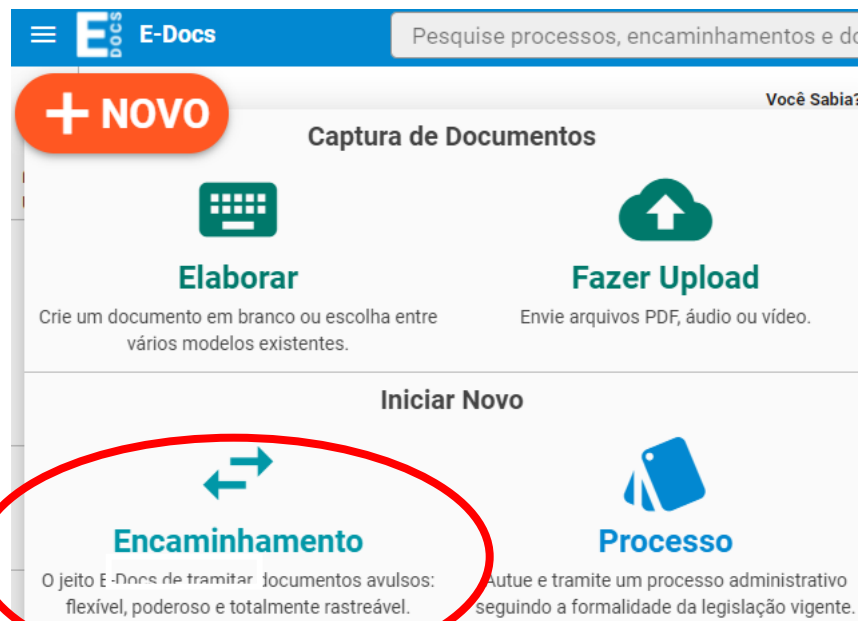 E DOCS E-Docs
Pesquise processos, encaminhamentos e do
+ NOVO
Você Sabia?
Captura de Documentos
Elaborar
Crie um documento em branco ou escolha entre
vários modelos existentes.
Fazer Upload
Envie arquivos PDF, áudio ou vídeo.
Iniciar Novo
Encaminhamento
O jeito E-Docs de tramitar documentos avulsos:
flexível, poderoso e totalmente rastreável.
Processo
Autue e tramite um processo administrativo
seguindo a formalidade da legislação vigente.